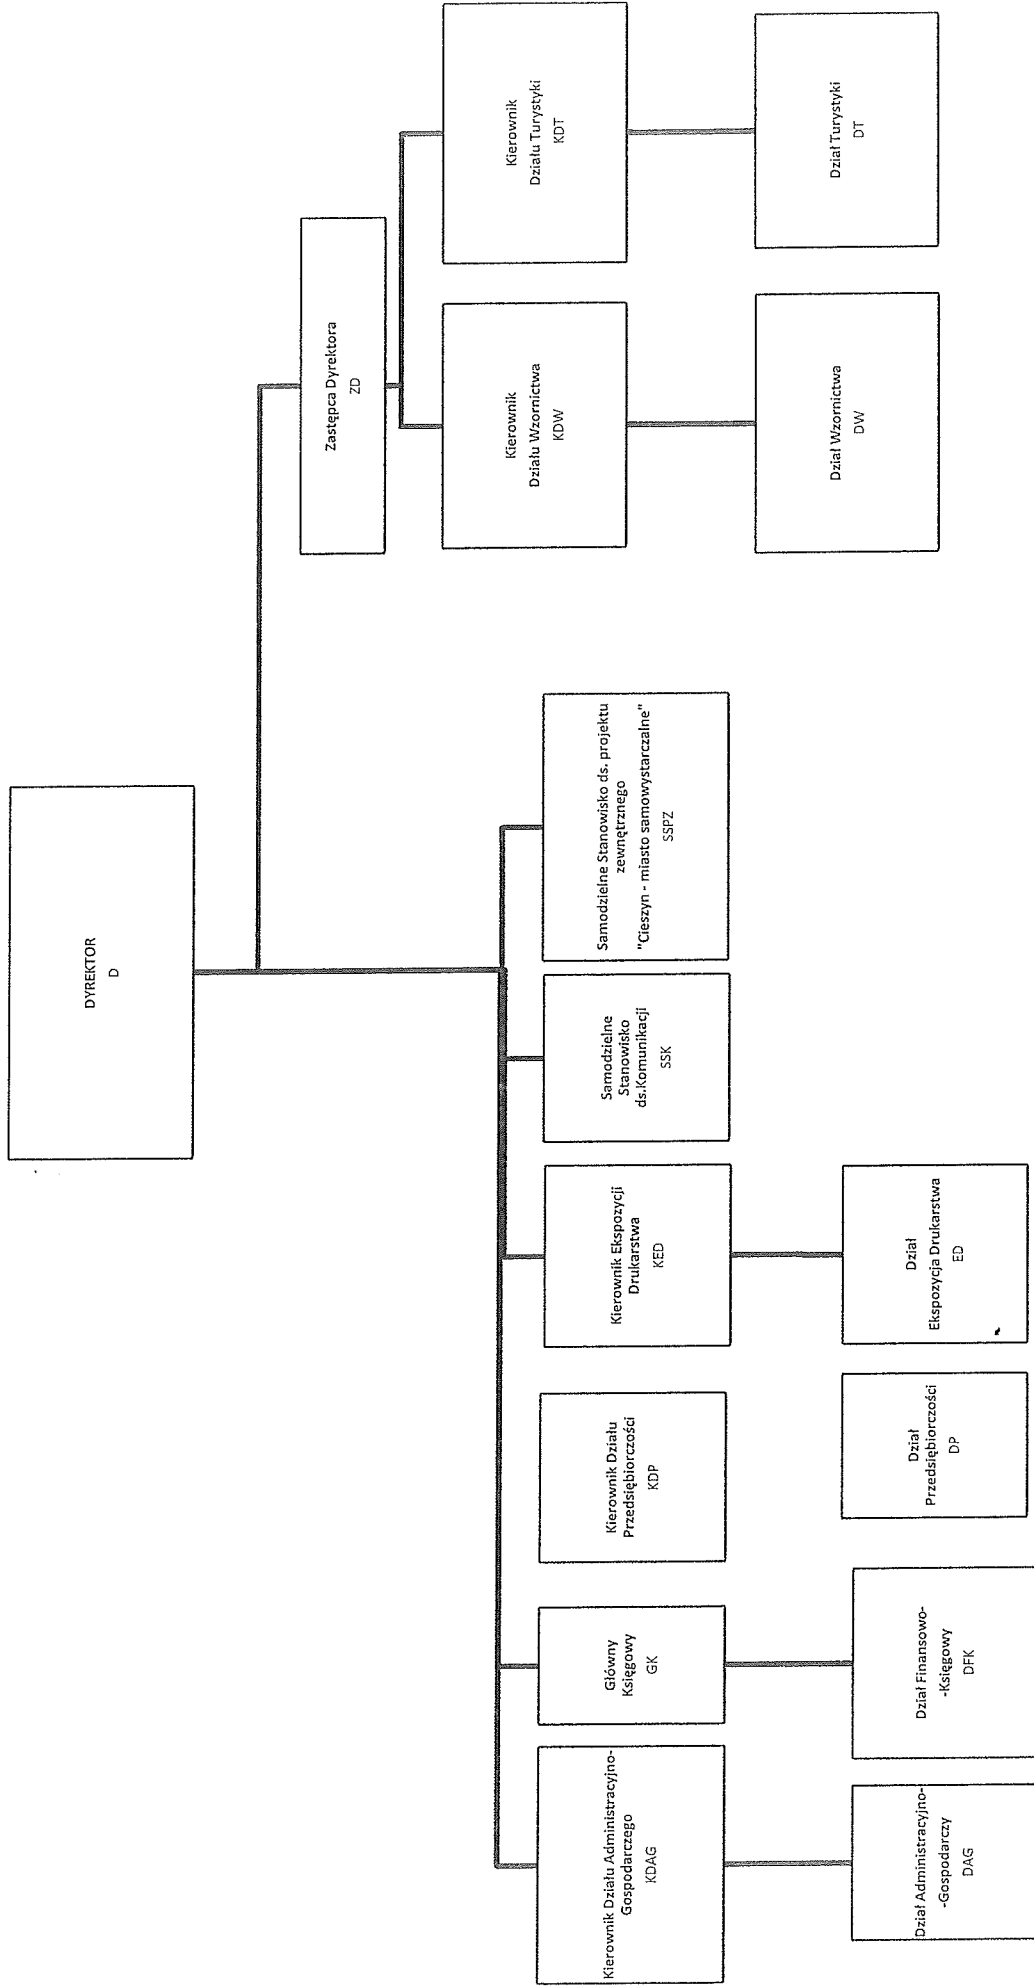 DYREKTOR
D
Zastępca Dyrektora
ZD
Kierownik
Działu Wzornictwa
KDW
Kierownik
Działu Turystyki
KDT
Dział Wzornictwa
DW
Dział Turystyki
DT
Kierownik Działu Administracyjno-
Gospodarczego
KDAG
Główny
Księgowy
GK
Kierownik Działu
Przedsiębiorczości
KDP
Kierownik Ekspozycji
Drukarstwa
KED
Samodzielne
Stanowisko
ds.Komunikacji
SSK
Samodzielne Stanowisko ds. projektu
zewnętrznego
"Cieszyn - miasto samowystarczalne"
SSPZ
Dział Administracyjno-
-Gospodarczy
DAG
Dział Finansowo-
-Księgowy
DFK
Dział
Przedsiębiorczości
DP
Dział
Ekspozycja Drukarstwa
ED